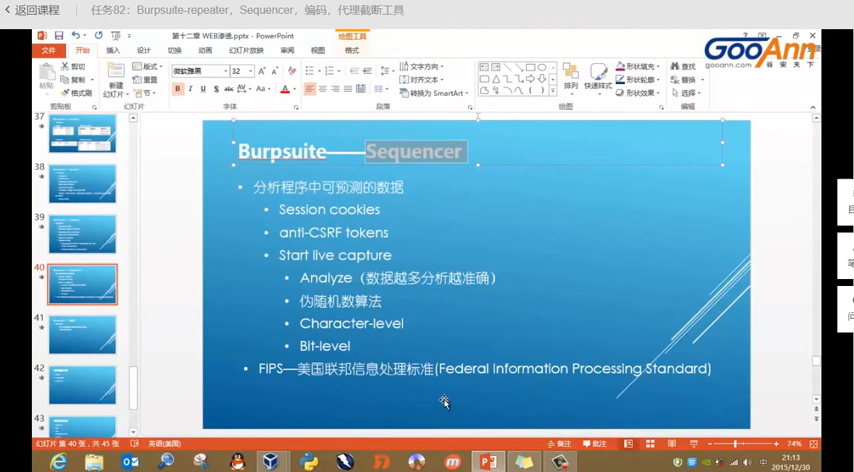 返回课程 任务82：Burpsuite-repeater，Sequencer，编码，代理截断工具
第十二章 WEB渗透.pptx - PowerPoint
绘图工具
文件 开始 插入 设计 切换 动画 幻灯片放映 审阅 视图 格式
GooAnn
gooann.com 谷安天下
粘贴
剪切
复制
格式刷
新建
幻灯片
版式
重置
节
微软雅黑 32
文字方向
对齐文本
转换为 SmartArt
排列 快速样式
形状填充
形状轮廓
形状效果
查找
替换
选择
剪贴板 幻灯片 字体 段落 绘图 编辑
37
38
39
40
41
42
43
Burpsuite——Sequencer
• 分析程序中可预测的数据
• Session cookies
• anti-CSRF tokens
• Start live capture
• Analyze（数据越多分析越准确）
• 伪随机数算法
• Character-level
• Bit-level
• FIPS—美国联邦信息处理标准(Federal Information Processing Standard)
幻灯片 第 40 张，共 45 张 英语(美国) 备注 批注 74%
21:13
2015/12/30